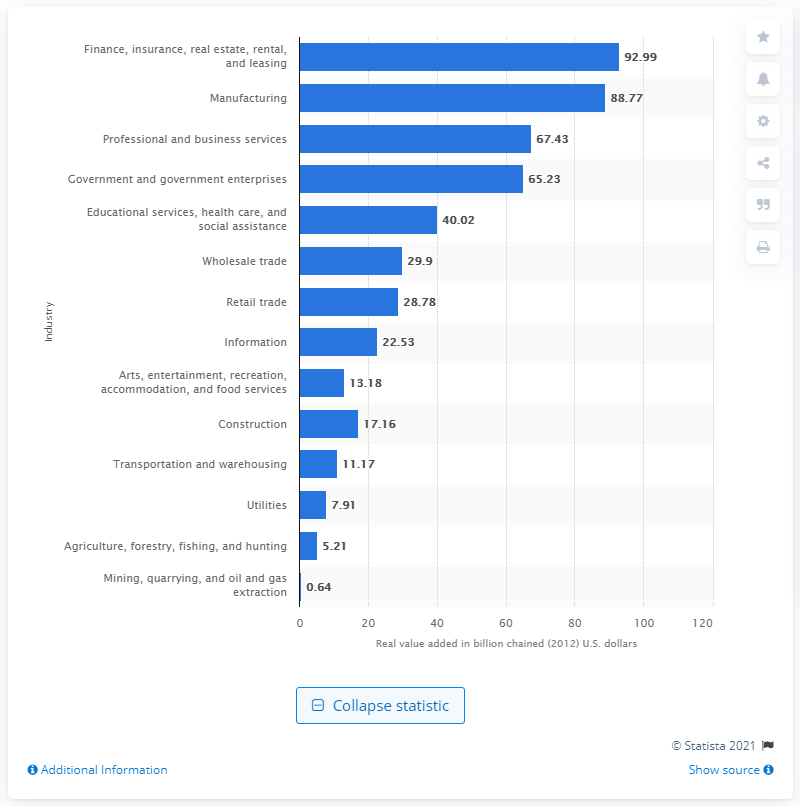 Finance, insurance, real estate, rental,
and leasing
92.99
Manufacturing
88.77
Professional and business services
67.43
Government and government enterprises
65.23
Educational services, health care, and
social assistance
40.02
Wholesale trade
29.9
Retail trade
28.78
Information
22.53
Arts, entertainment, recreation,
accommodation, and food services
13.18
Construction
17.16
Transportation and warehousing
11.17
Utilities
7.91
Agriculture, forestry, fishing, and hunting
5.21
Mining, quarrying, and oil and gas
extraction
0.64
Industry
0 20 40 60 80 100 120
Real value added in billion chained (2012) U.S. dollars
Collapse statistic
© Statista 2021
Additional Information
Show source